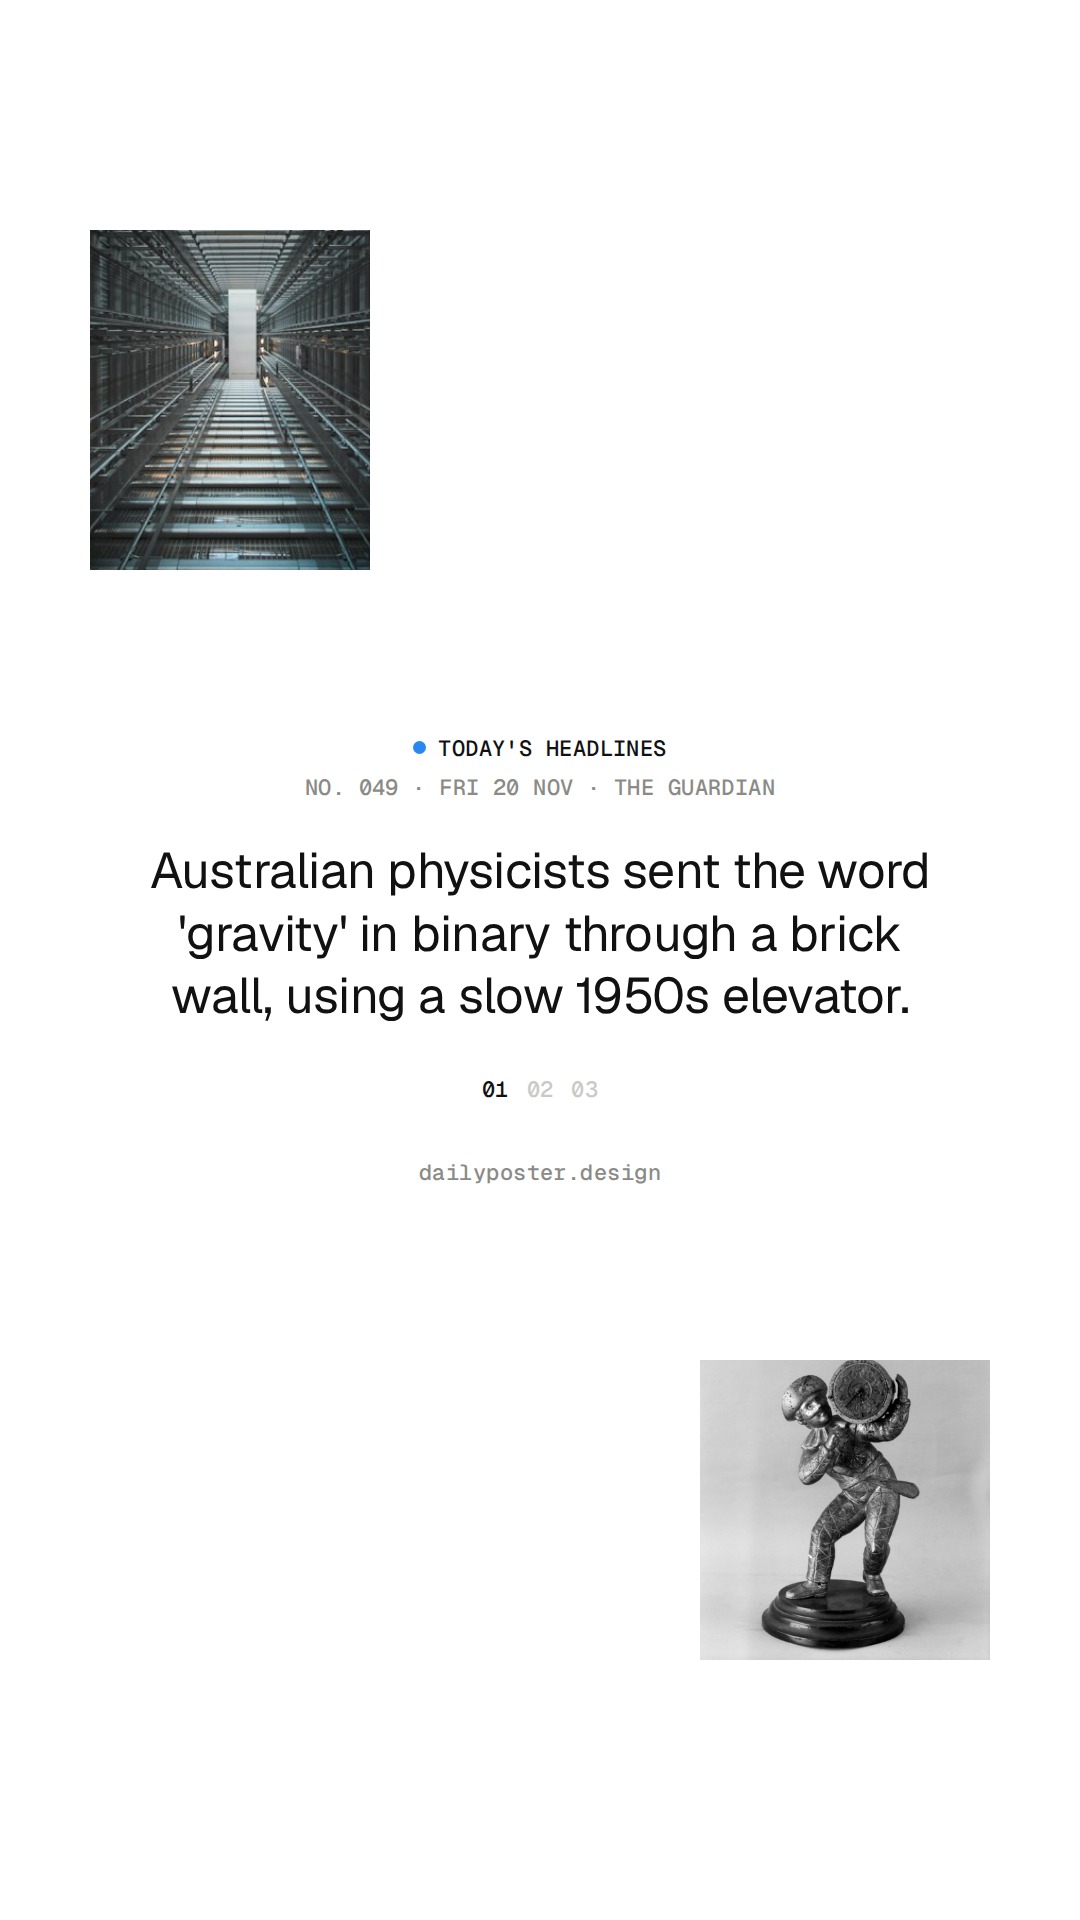 TODAY'S HEADLINES
NO. 049 · FRI 20 NOV · THE GUARDIAN
Australian physicists sent the word
'gravity' in binary through a brick
wall, using a slow 1950s elevator.
01 02 03
dailyposter.design